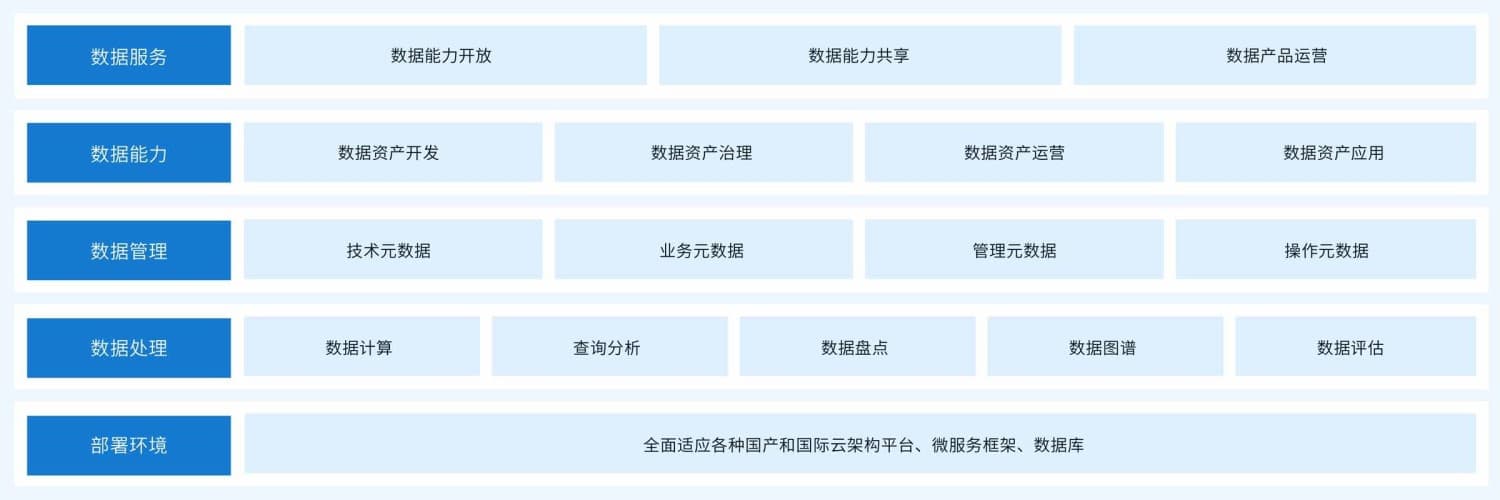 数据服务
数据能力开放
数据能力共享
数据产品运营
数据能力
数据资产开发
数据资产治理
数据资产运营
数据资产应用
数据管理
技术元数据
业务元数据
管理元数据
操作元数据
数据处理
数据计算
查询分析
数据盘点
数据图谱
数据评估
部署环境
全面适应各种国产和国际云架构平台、微服务框架、数据库